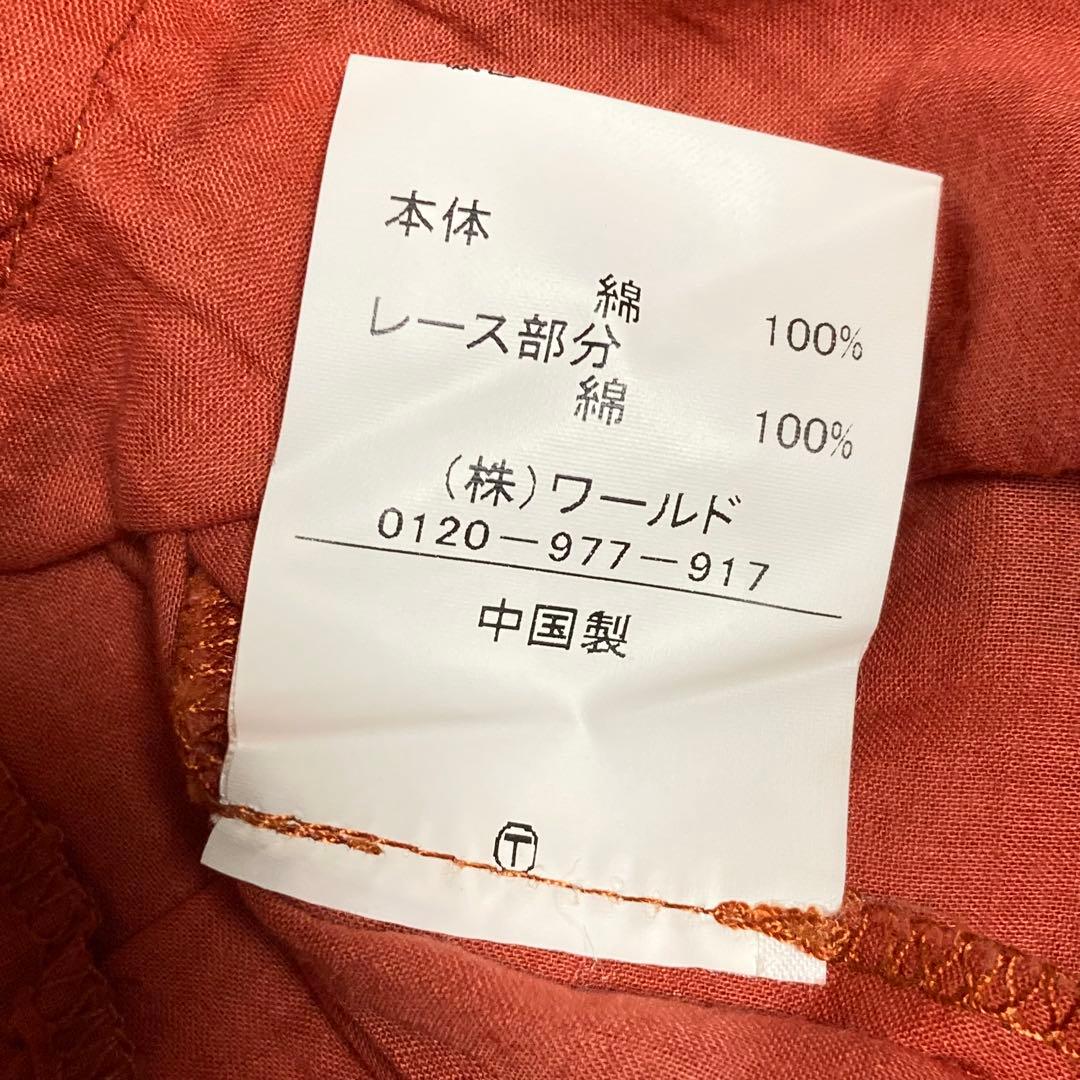 本体
綿 100%
レース部分
綿 100%
(株)ワールド
0120-977-917
中国製
T